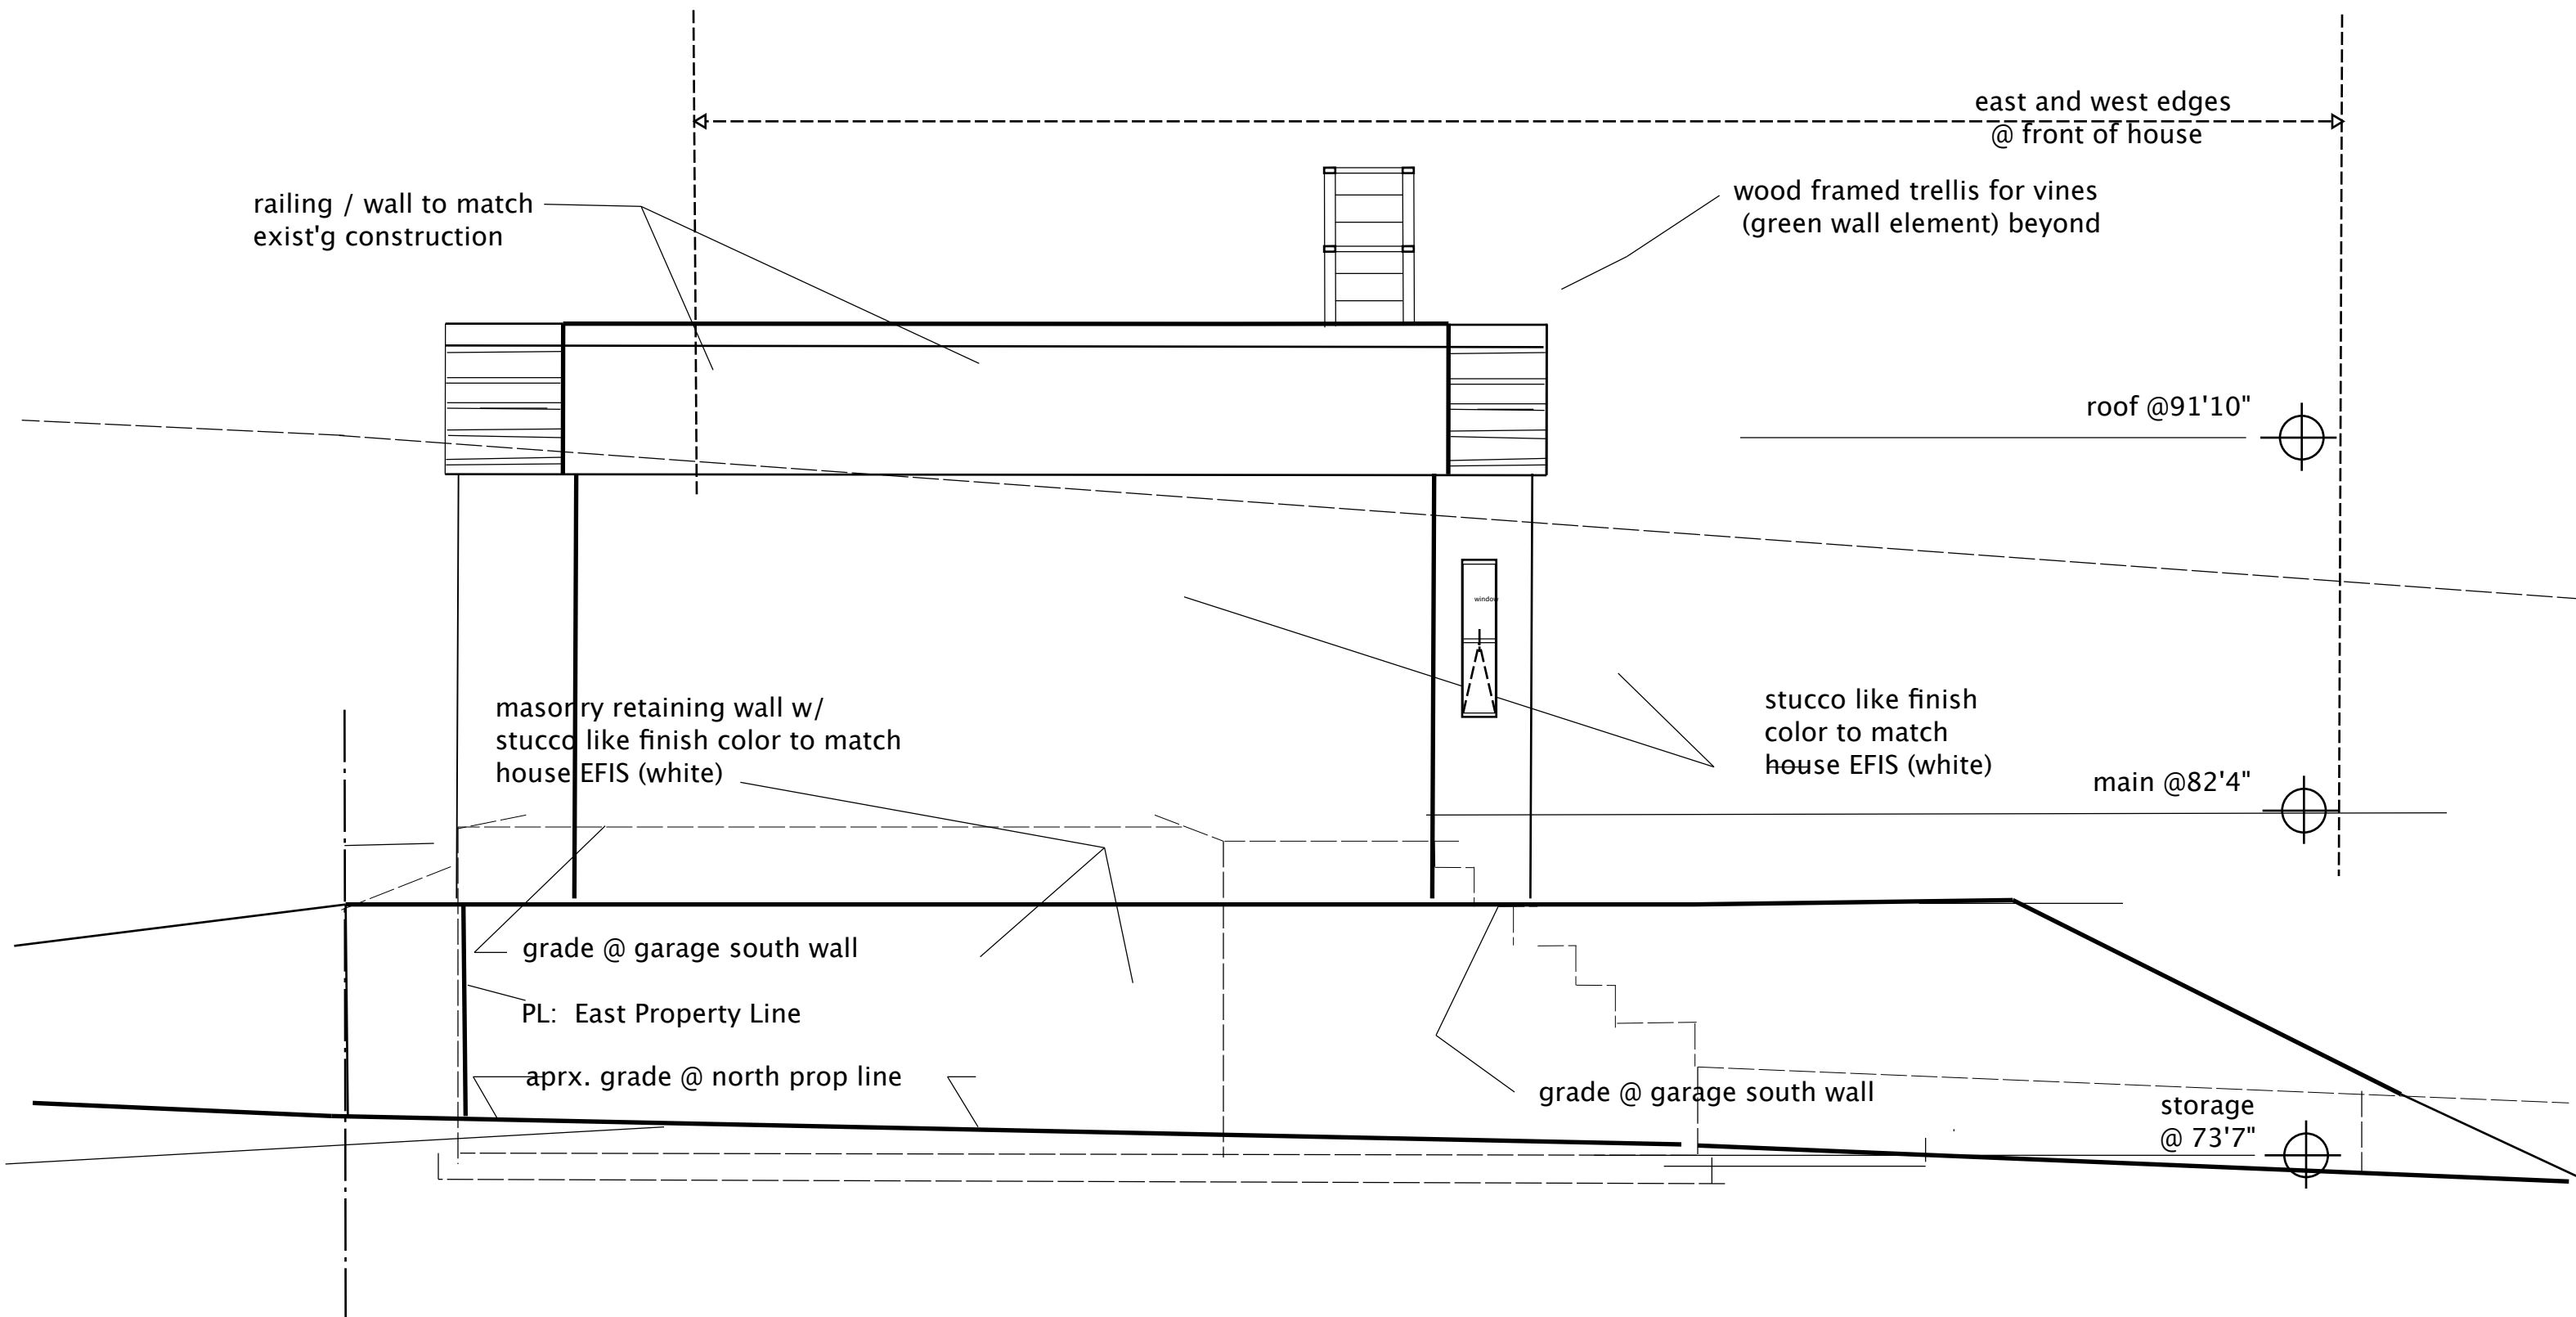 east and west edges
@ front of house
railing / wall to match
exist'g construction
wood framed trellis for vines
(green wall element) beyond
roof @91'10"
window
masonry retaining wall w/
stucco like finish color to match
house EFIS (white)
stucco like finish
color to match
house EFIS (white)
main @82'4"
grade @ garage south wall
PL: East Property Line
aprx. grade @ north prop line
grade @ garage south wall
storage
@ 73'7"